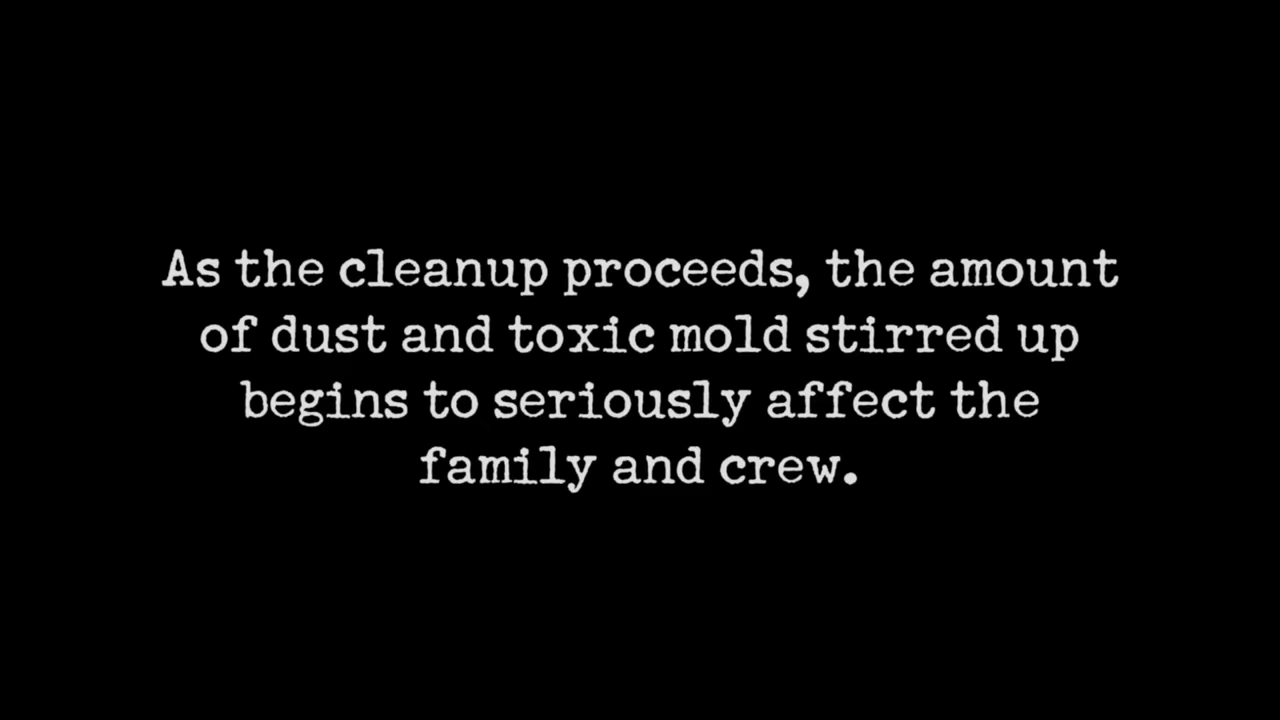 As the cleanup proceeds, the amount
of dust and toxic mold stirred up
begins to seriously affect the
family and crew.